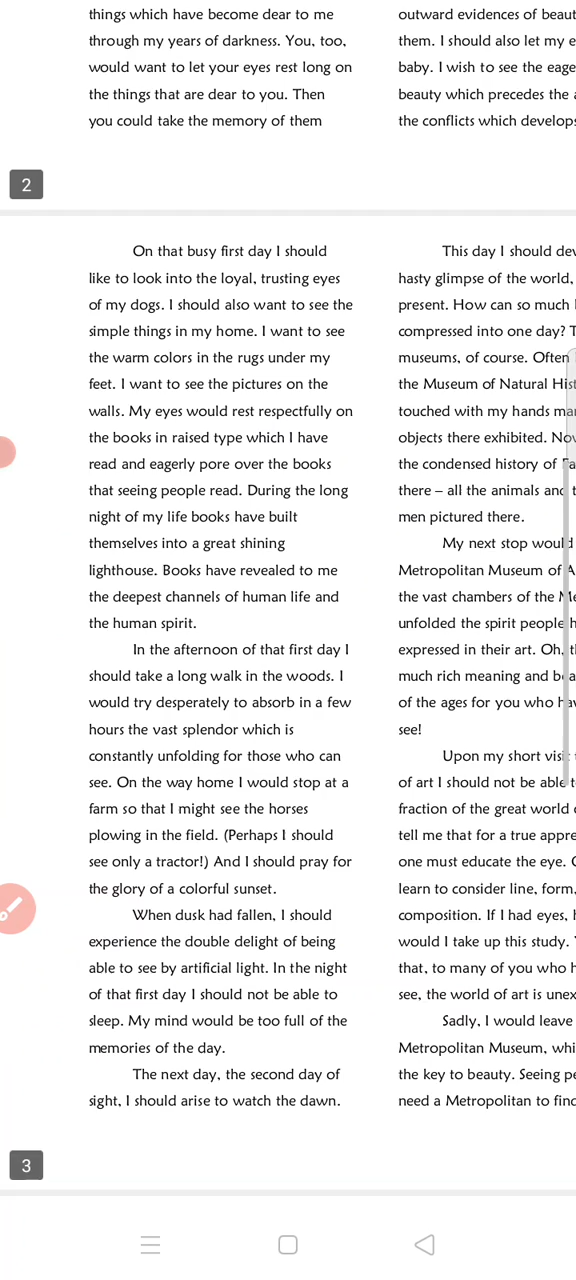 things which have become dear to me
through my years of darkness. You, too,
would want to let your eyes rest long on
the things that are dear to you. Then
you could take the memory of them
outward evidences of
them. I should also let my
baby. I wish to see the
beauty which precedes the
the conflicts which
2
On that busy first day I should
like to look into the loyal, trusting eyes
of my dogs. I should also want to see the
simple things in my home. I want to see
the warm colors in the rugs under my
feet. I want to see the pictures on the
walls. My eyes would rest respectfully on
the books in raised type which I have
read and eagerly pore over the books
that seeing people read. During the long
night of my life books have built
themselves into a great shining
lighthouse. Books have revealed to me
the deepest channels of human life and
the human spirit.
In the afternoon of that first day I
should take a long walk in the woods. I
would try desperately to absorb in a few
hours the vast splendor which is
constantly unfolding for those who can
see. On the way home I would stop at a
farm so that I might see the horses
plowing in the field. (Perhaps I should
see only a tractor!) And I should pray for
the glory of a colorful sunset.
When dusk had fallen, I should
experience the double delight of being
able to see by artificial light. In the night
of that first day I should not be able to
sleep. My mind would be too full of the
memories of the day.
The next day, the second day of
sight, I should arise to watch the dawn.
This day I should
hasty glimpse of the world,
present. How can so much
compressed into one day?
museums, of course. Often
the Museum of Natural
touched with my hands
objects there exhibited.
the condensed history of
there – all the animals and
men pictured there.
My next stop would
Metropolitan Museum of
the vast chambers of the
unfolded the spirit people
expressed in their art. Oh,
much rich meaning and
of the ages for you who
see!
Upon my short
of art I should not be able
fraction of the great world
tell me that for a true
one must educate the eye.
learn to consider line, form,
composition. If I had eyes,
would I take up this study.
that, to many of you who
see, the world of art is
Sadly, I would leave
Metropolitan Museum,
the key to beauty. Seeing
need a Metropolitan to
3